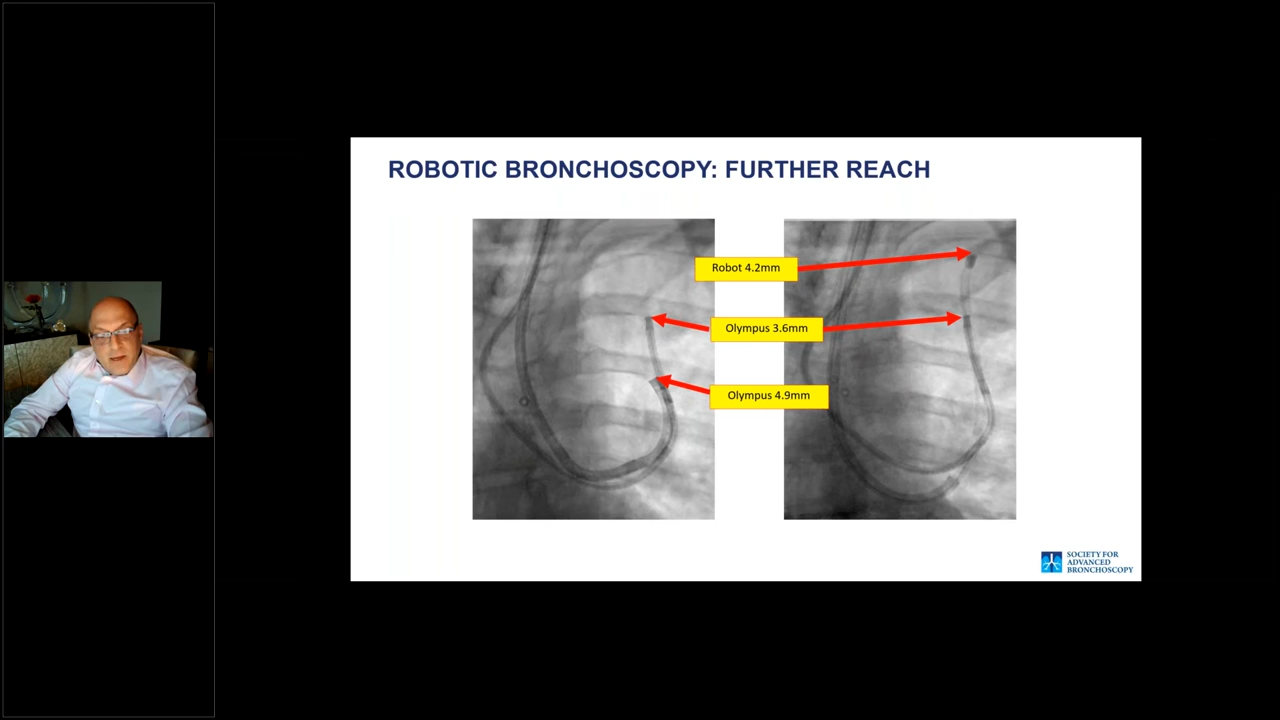 ROBOTIC BRONCHOSCOPY: FURTHER REACH
Robot 4.2mm
Olympus 3.6mm
Olympus 4.9mm
SOCIETY FOR
ADVANCED
BRONCHOSCOPY